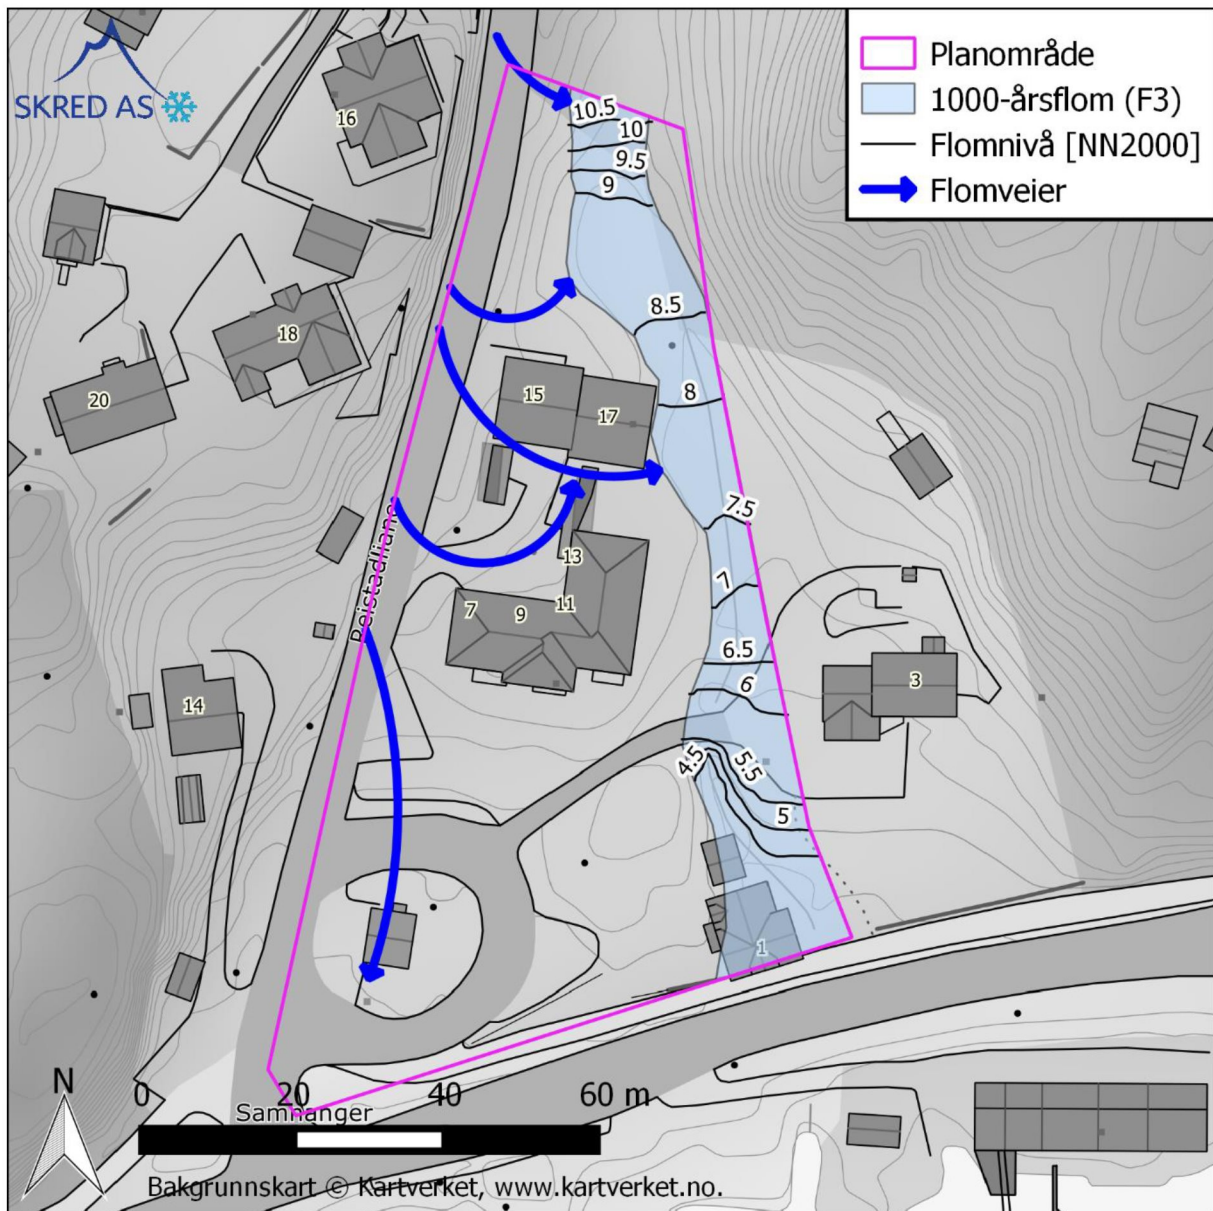 SKRED AS
Planområde
1000-årsflom (F3)
Flomnivå [NN2000]
Flomveier
16
10.5
10
9.5
9
18
8.5
20
15
17
8
7.5
Reistadliane
13
7
7
9
11
6.5
6
3
14
4.5
5.5
5
1
N
0 20 40 60 m
Samnanger
Bakgrunnskart © Kartverket, www.kartverket.no.